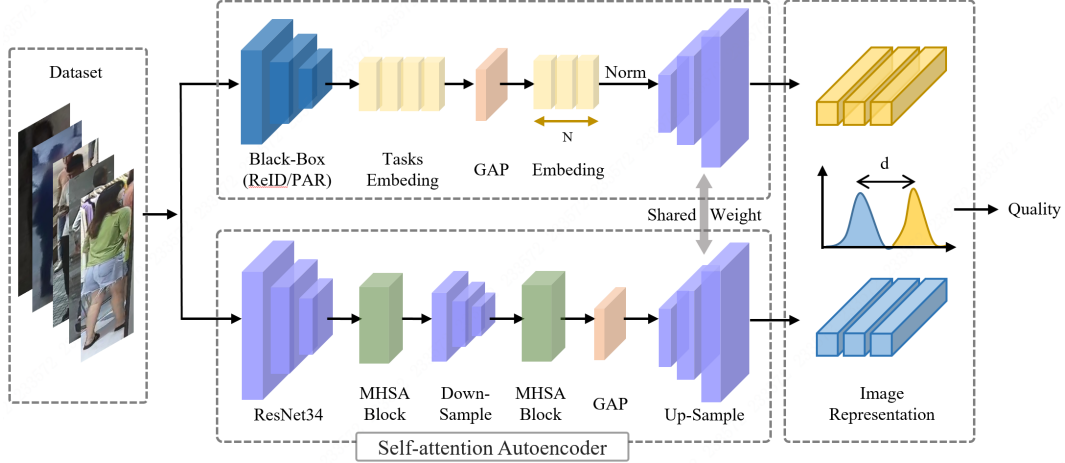 Dataset
Black-Box
(ReID/PAR)
Tasks
Embeding
GAP
Embedding
N
Norm
Shared Weight
d
Quality
ResNet34
MHSA
Block
Down-
Sample
MHSA
Block
GAP
Up-Sample
Image
Representation
Self-attention Autoencoder